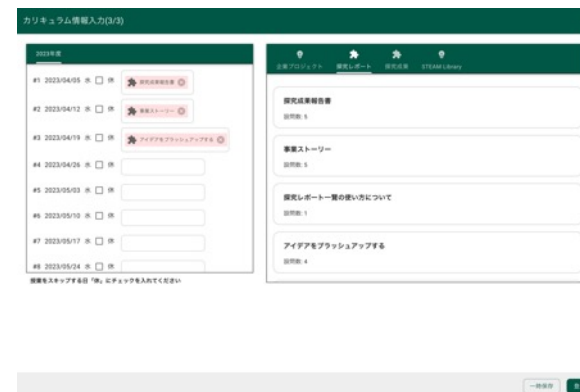 カリキュラム情報入力(3/3)
2023年度
#1 2023/04/05 水 休 探究成果報告書
#2 2023/04/12 水 休 事業ストーリー
#3 2023/04/19 水 休 アイデアをブラッシュアップする
#4 2023/04/26 水 休
#5 2023/05/03 水 休
#6 2023/05/10 水 休
#7 2023/05/17 水 休
#8 2023/05/24 水 休
授業をスキップする日「休」にチェックを入れてください
企業プロジェクト 探究レポート 探究成果 STEAM Library
探究成果報告書
設問数: 5
事業ストーリー
設問数: 5
探究レポート一覧の使い方について
設問数: 1
アイデアをブラッシュアップする
設問数: 4
一時保存